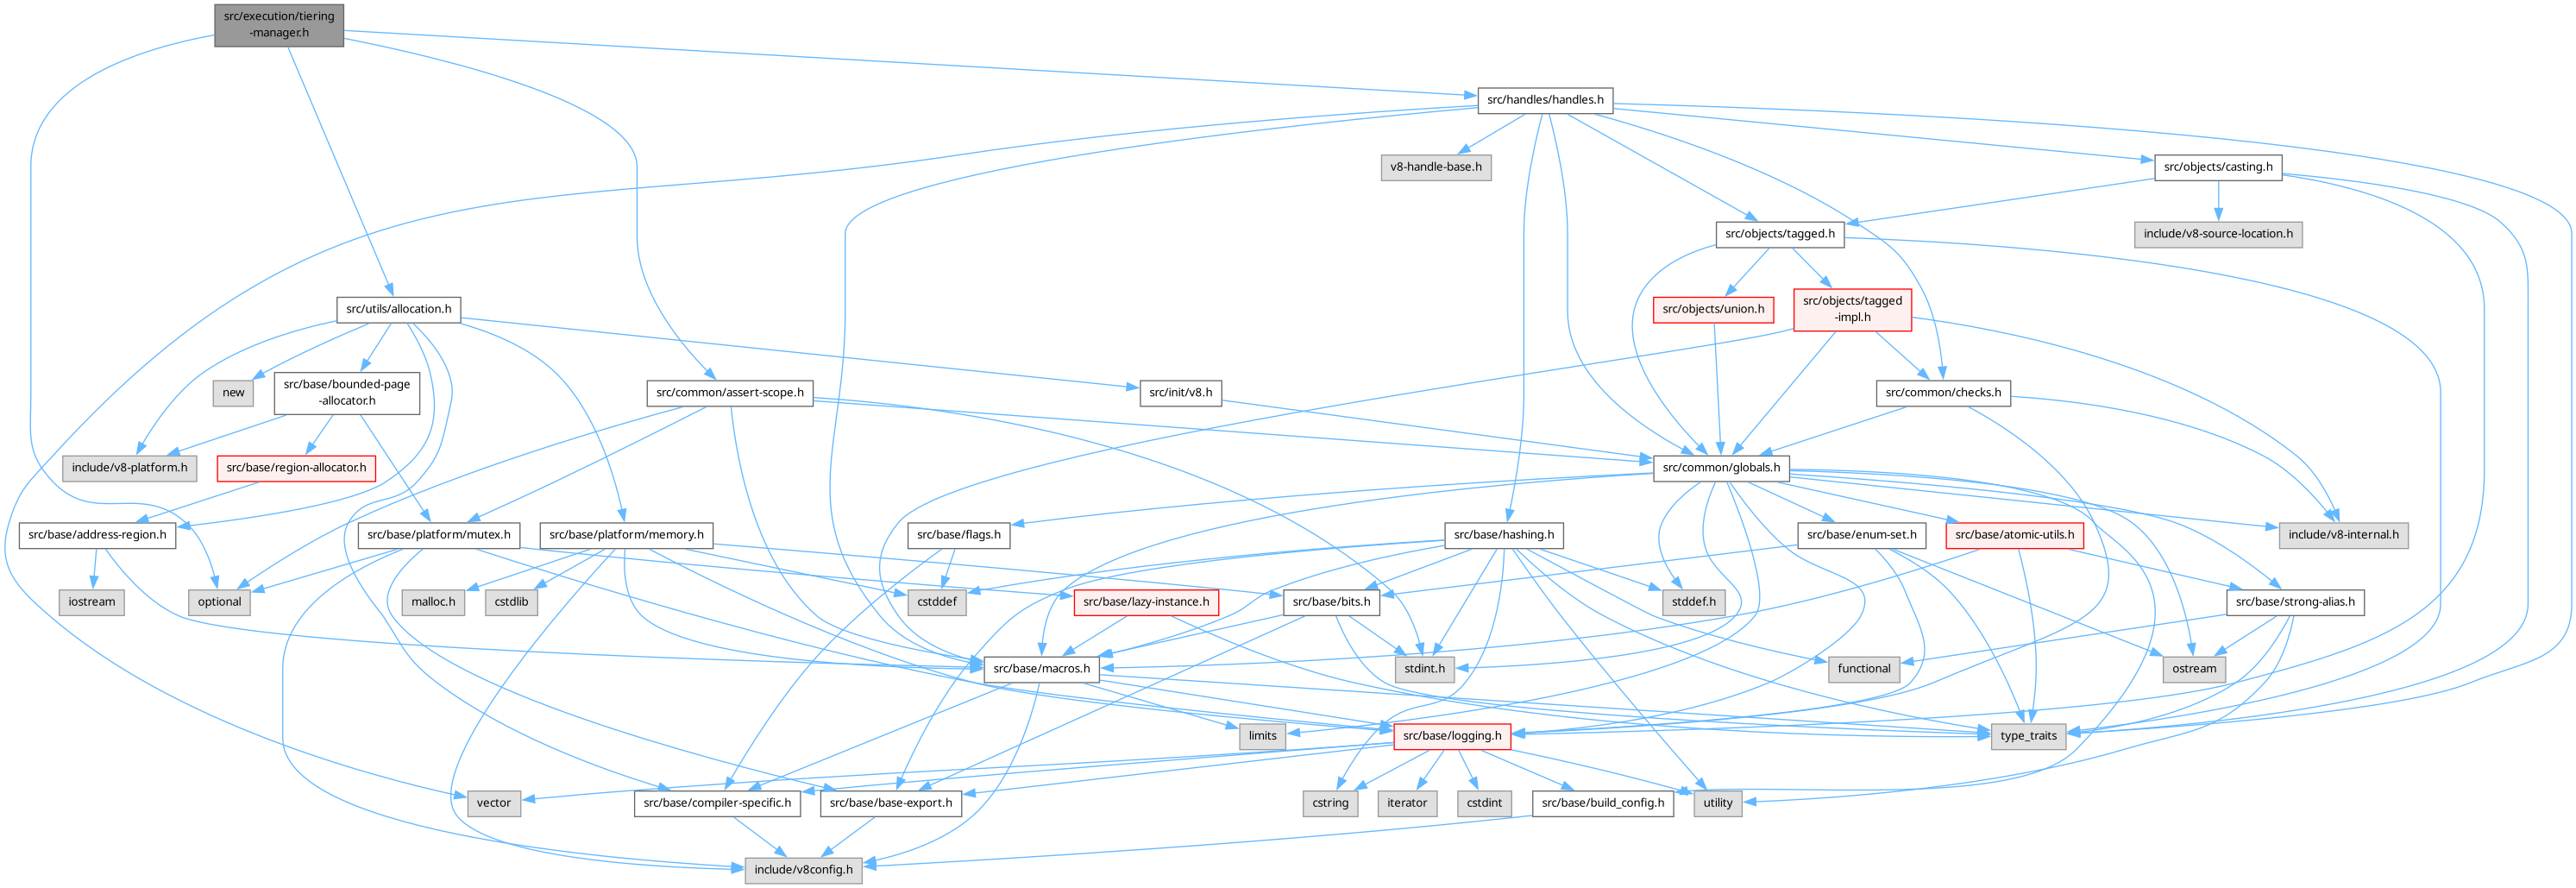 src/execution/tiering
-manager.h
src/handles/handles.h
v8-handle-base.h
src/objects/casting.h
src/objects/tagged.h
include/v8-source-location.h
src/utils/allocation.h
src/objects/union.h
src/objects/tagged
-impl.h
new
src/base/bounded-page
-allocator.h
src/common/assert-scope.h
src/init/v8.h
src/common/checks.h
include/v8-platform.h
src/base/region-allocator.h
src/common/globals.h
src/base/address-region.h
src/base/platform/mutex.h
src/base/platform/memory.h
src/base/flags.h
src/base/hashing.h
src/base/enum-set.h
src/base/atomic-utils.h
include/v8-internal.h
iostream
optional
malloc.h
cstdlib
cstddef
src/base/lazy-instance.h
src/base/bits.h
stddef.h
src/base/strong-alias.h
src/base/macros.h
stdint.h
functional
ostream
limits
src/base/logging.h
type_traits
vector
src/base/compiler-specific.h
src/base/base-export.h
cstring
iterator
cstdint
src/base/build_config.h
utility
include/v8config.h